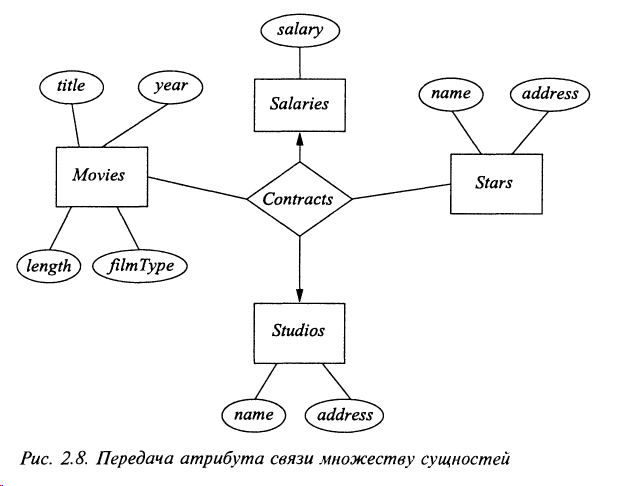 salary
title
year
name
address
Salaries
Movies
Contracts
Stars
length
filmType
Studios
name
address
Рис. 2.8. Передача атрибута связи множеству сущностей